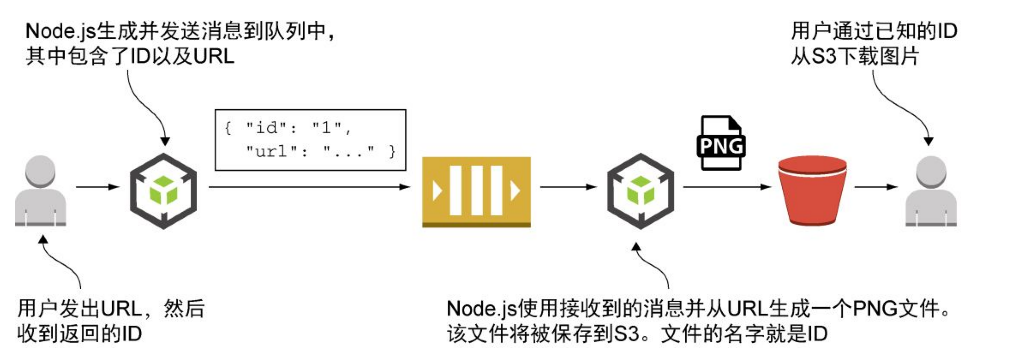 Node.js生成并发送消息到队列中，
其中包含了ID以及URL
用户通过已知的ID
从S3下载图片
{ "id": "1",
"url": "..." }
PNG
用户发出URL，然后
收到返回的ID
Node.js使用接收到的消息并从URL生成一个PNG文件。
该文件将被保存到S3。文件的名字就是ID